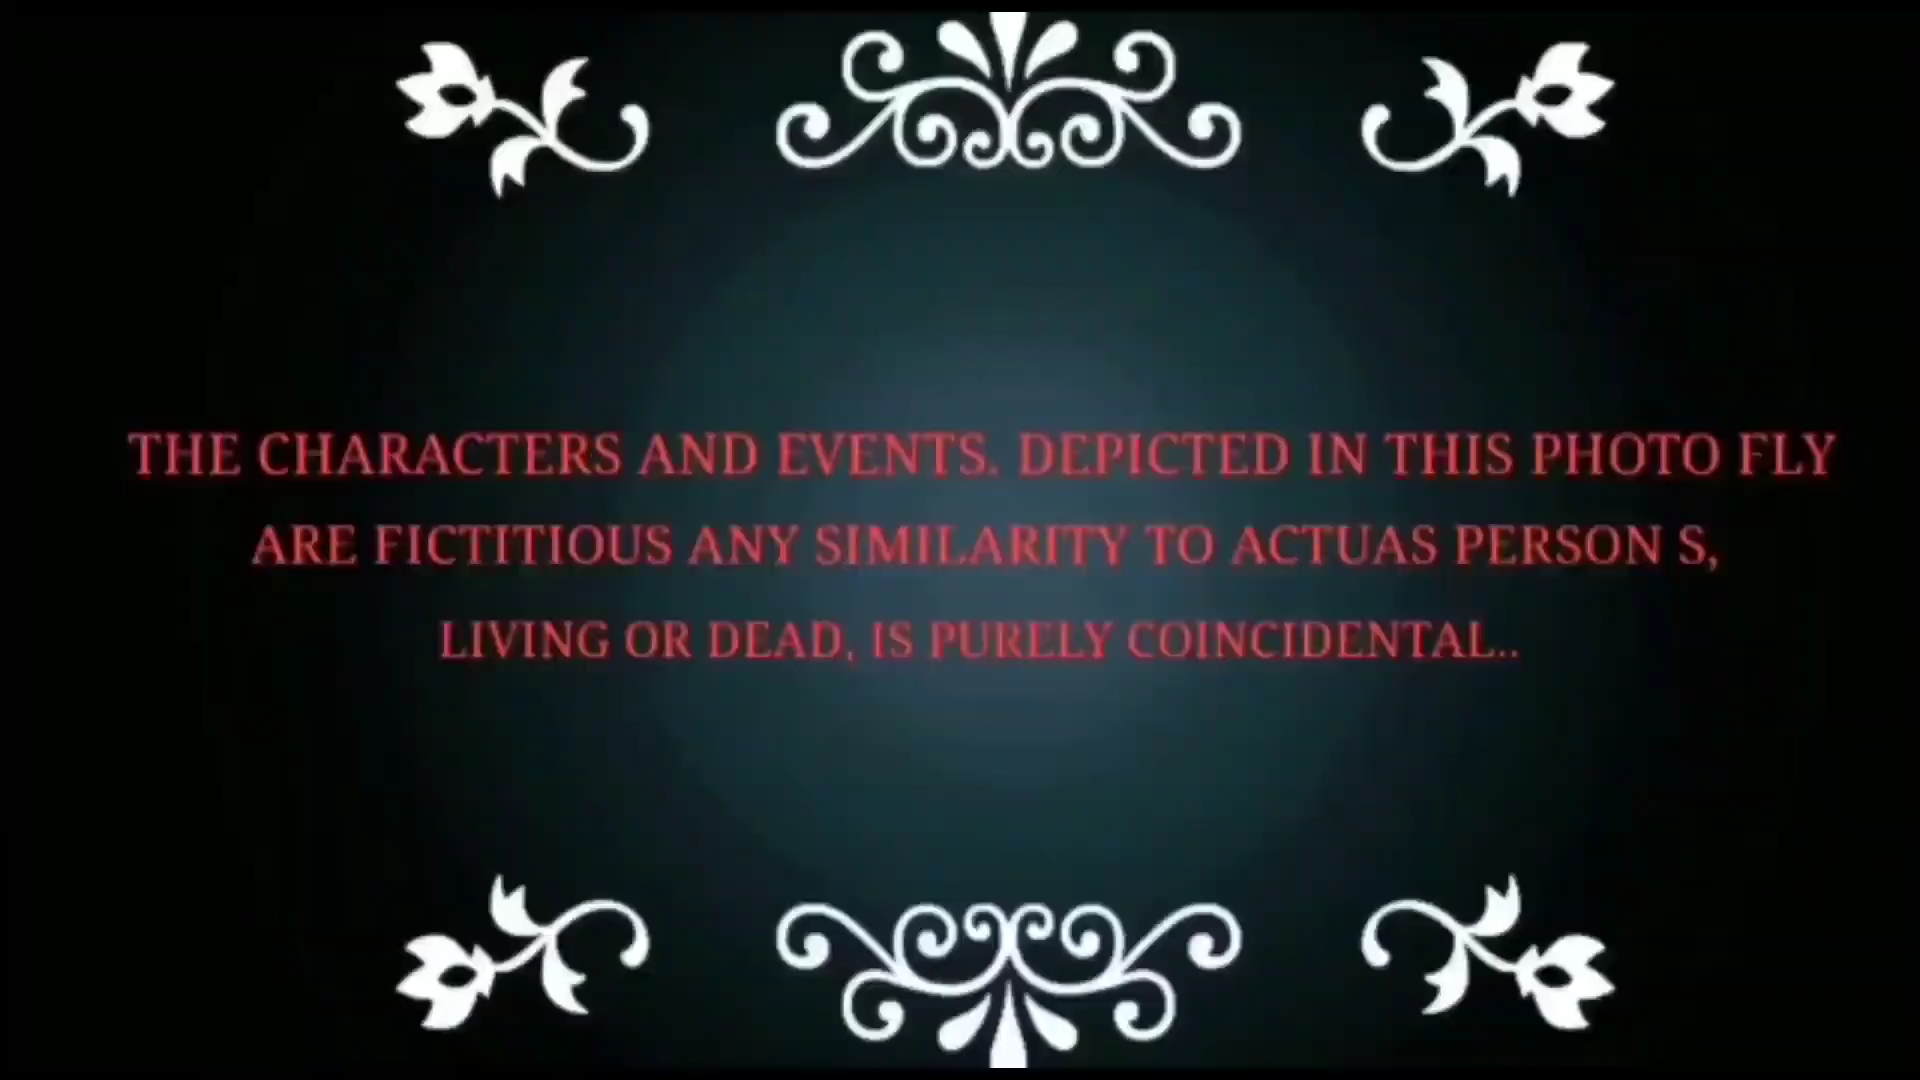 THE CHARACTERS AND EVENTS. DEPICTED IN THIS PHOTO FLY
ARE FICTITIOUS ANY SIMILARITY TO ACTUAS PERSON S,
LIVING OR DEAD, IS PURELY COINCIDENTAL..